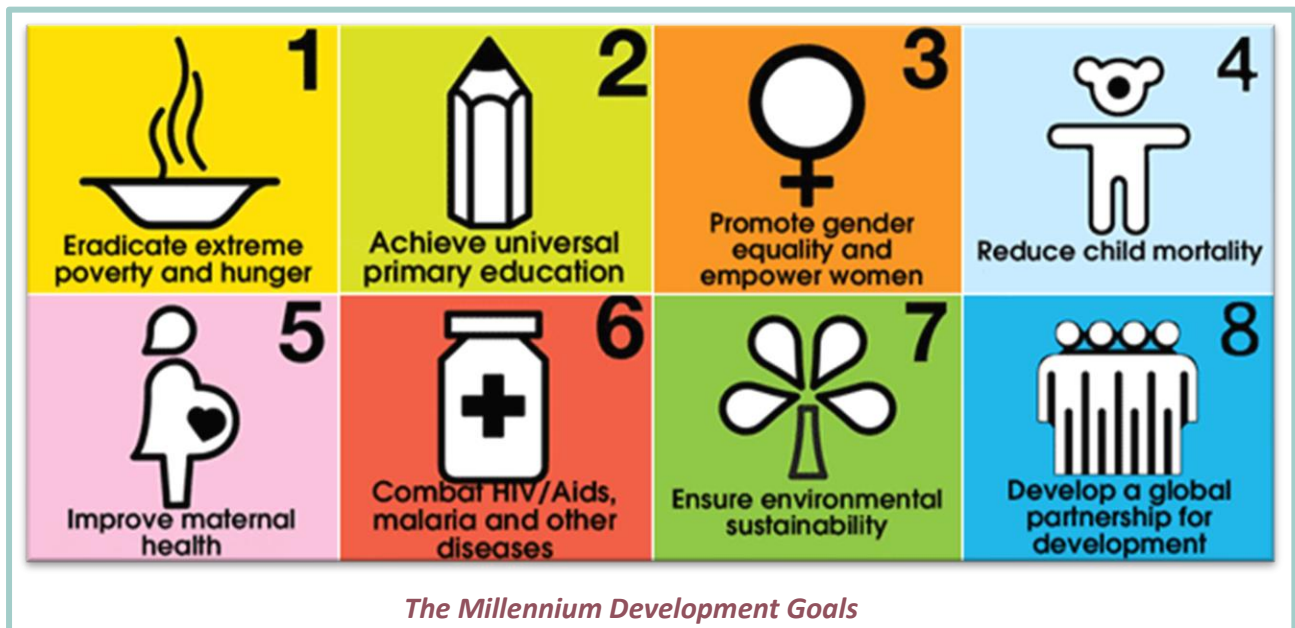 1
Eradicate extreme
poverty and hunger
2
Achieve universal
primary education
3
Promote gender
equality and
empower women
4
Reduce child mortality
5
Improve maternal
health
6
Combat HIV/Aids,
malaria and other
diseases
7
Ensure environmental
sustainability
8
Develop a global
partnership for
development
The Millennium Development Goals